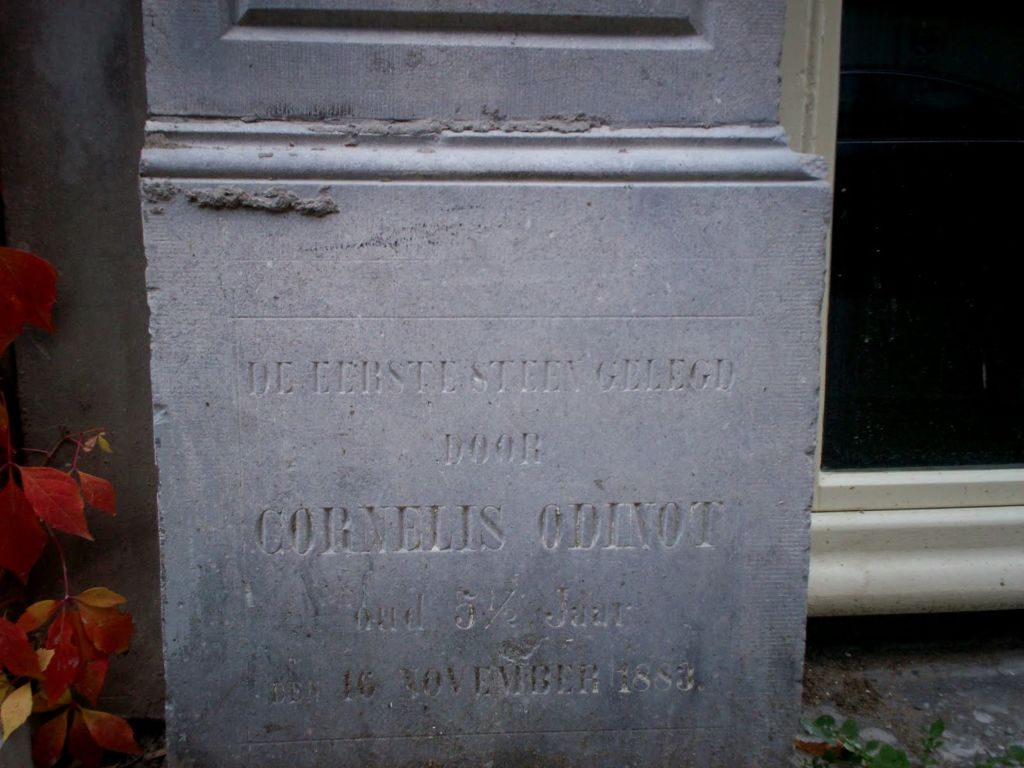 DE EERSTE STEEN GELEGD
DOOR
CORNELIS ODINOT
oud 5½ Jaar
DEN 16 NOVEMBER 1883.